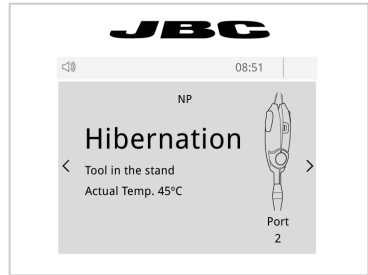 JBC
08:51
NP
Hibernation
Tool in the stand
Actual Temp. 45ºC
Port
2